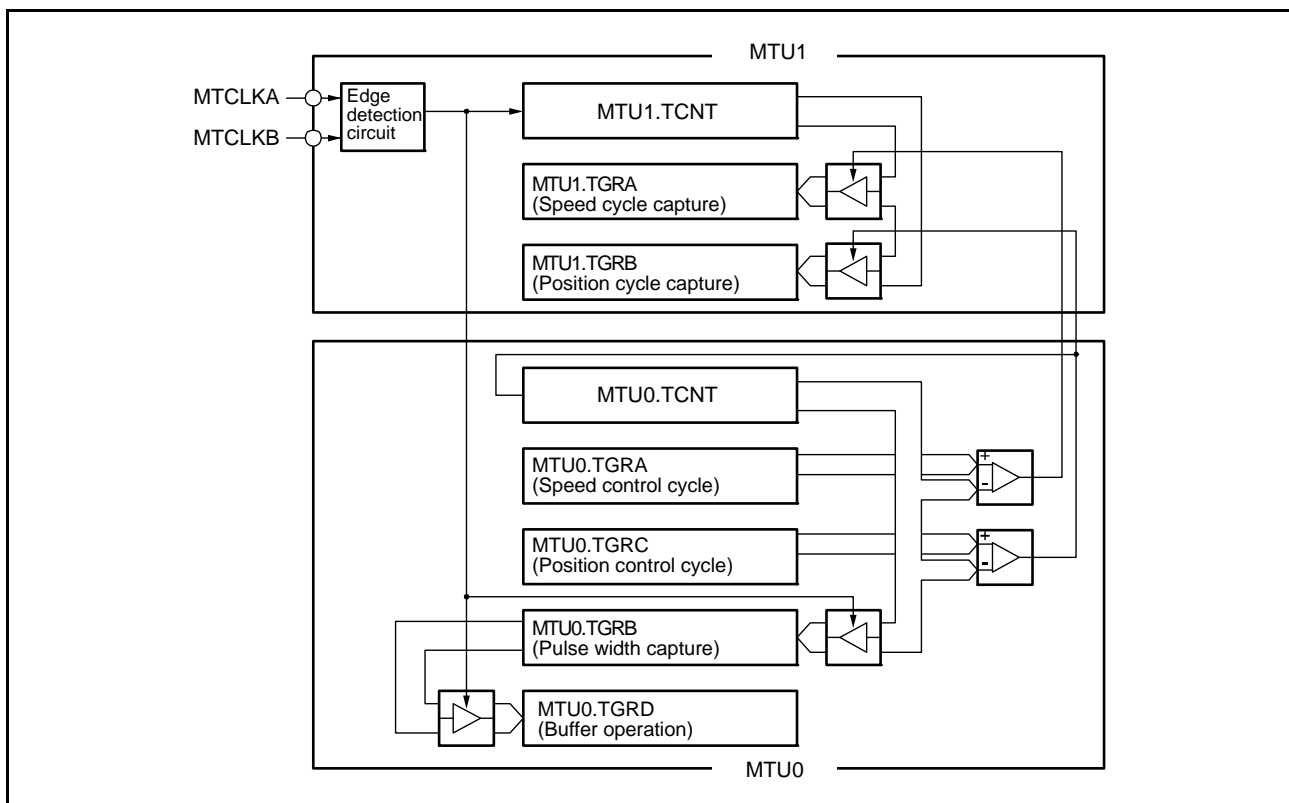 MTU1
MTCLKA
MTCLKB
Edge
detection
circuit
MTU1.TCNT
MTU1.TGRA
(Speed cycle capture)
MTU1.TGRB
(Position cycle capture)
MTU0.TCNT
MTU0.TGRA
(Speed control cycle)
+
-
MTU0.TGRC
(Position control cycle)
+
-
MTU0.TGRB
(Pulse width capture)
MTU0.TGRD
(Buffer operation)
MTU0